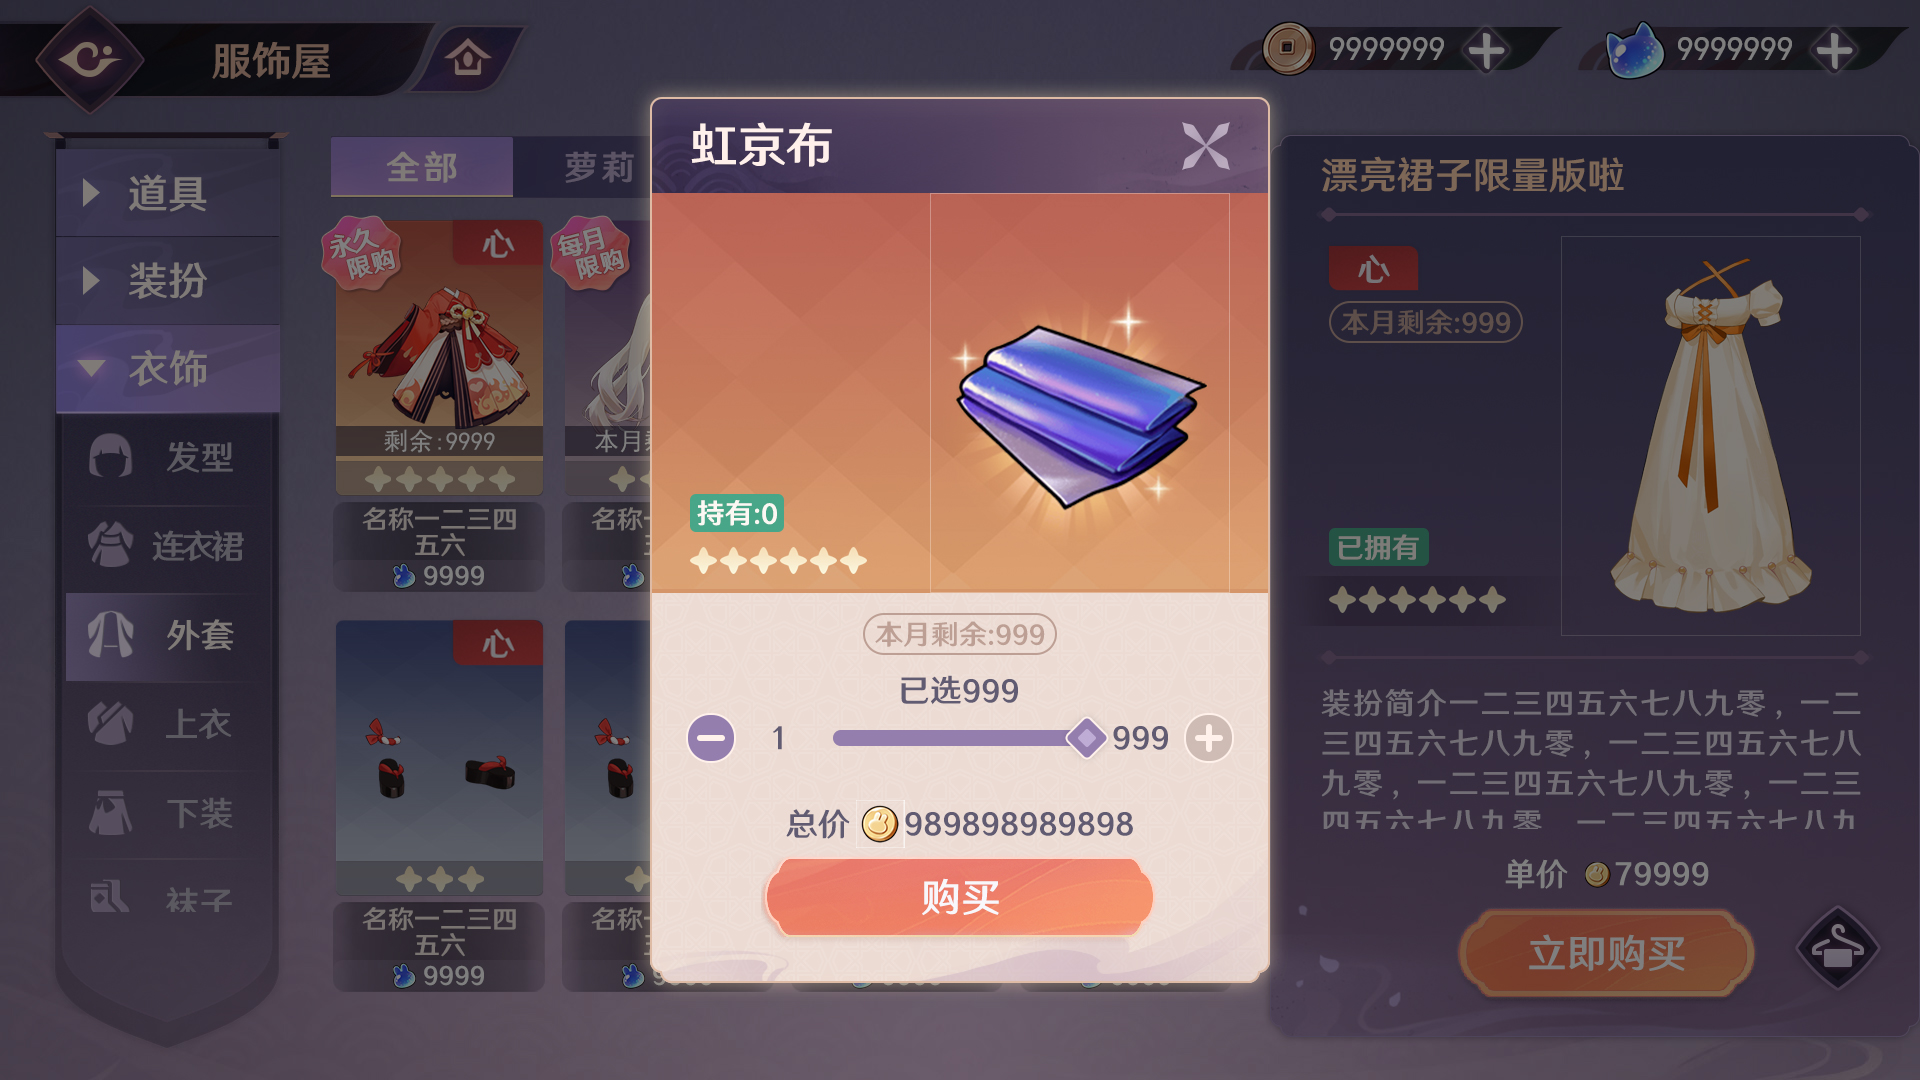 服饰屋
9999999
9999999
道具
装扮
衣饰
发型
连衣裙
外套
上衣
下装
袜子
全部
萝莉
永久
限购
心
剩余:9999
名称一二三四
五六
9999
每月
限购
本月
名称
心
名称一二三四
五六
9999
名称
虹京布
持有:0
本月剩余:999
已选999
1
999
总价
989898989898
购买
漂亮裙子限量版啦
心
本月剩余:999
已拥有
装扮简介一二三四五六七八九零，一二
三四五六七八九零，一二三四五六七八
九零，一二三四五六七八九零，一二三
四五六七八九零，一二三四五六七八九
单价
79999
立即购买